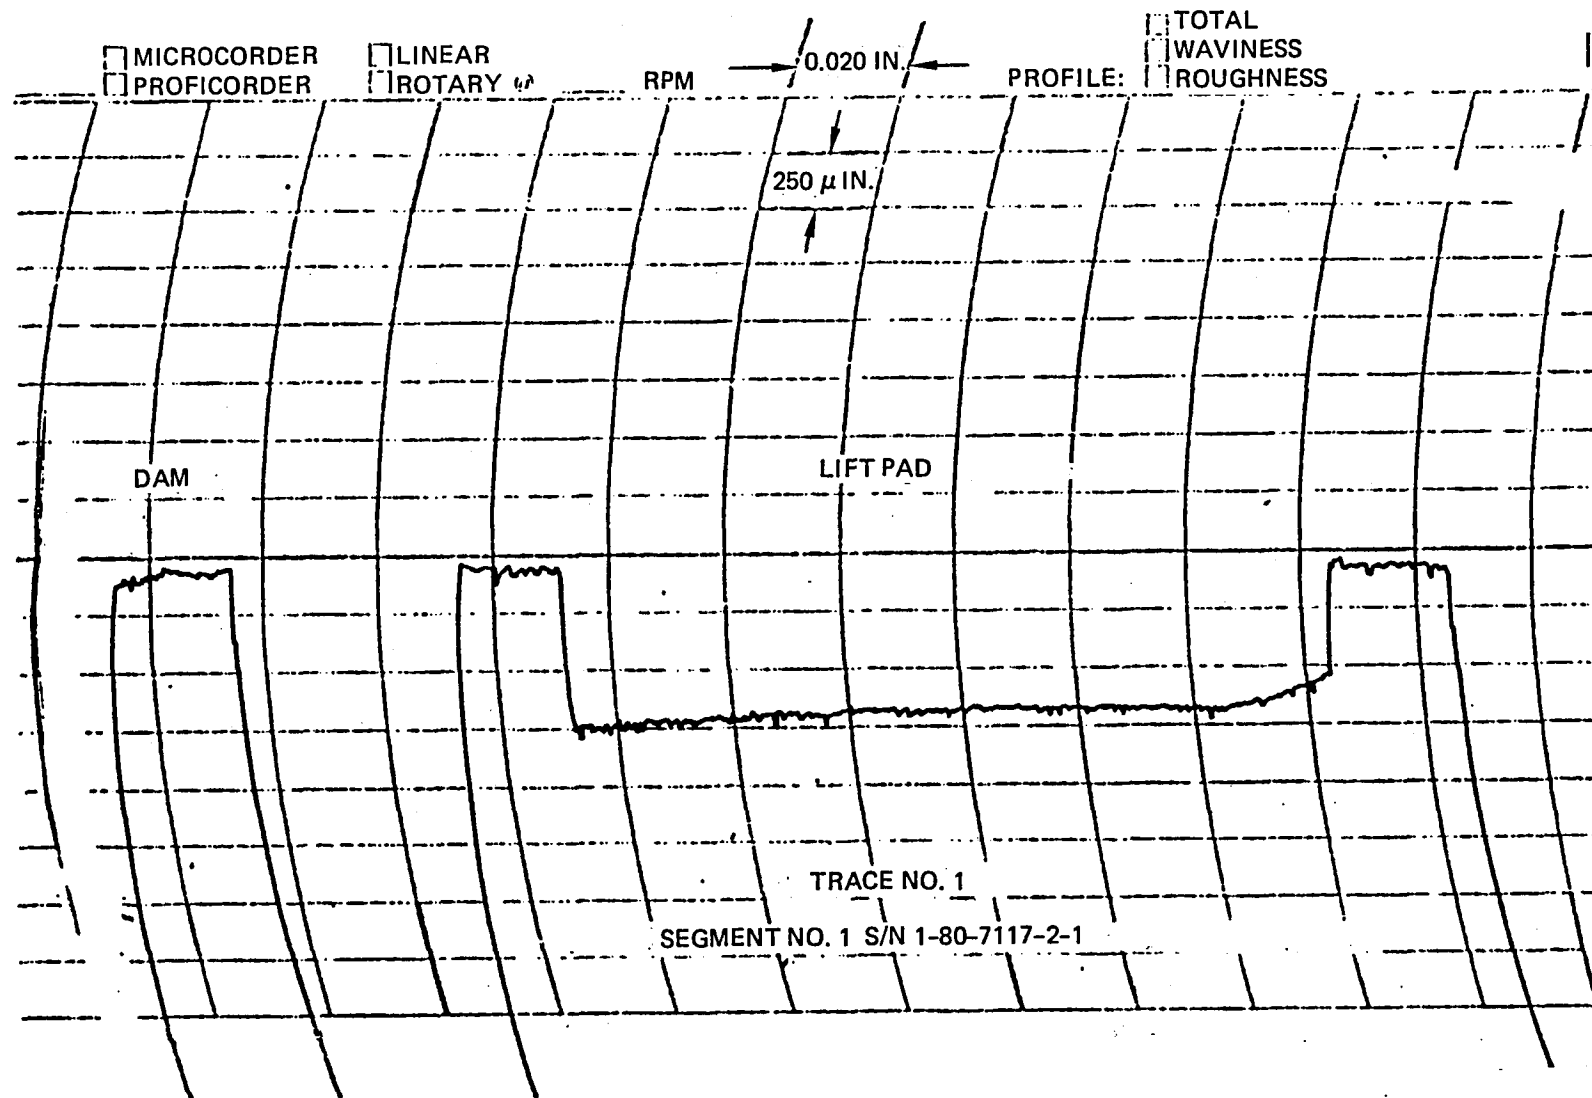 MICROCORDER
PROFICORDER
LINEAR
ROTARY
RPM
0.020 IN.
PROFILE:
TOTAL
WAVINESS
ROUGHNESS
250 μ IN.
DAM
LIFT PAD
TRACE NO. 1
SEGMENT NO. 1 S/N 1-80-7117-2-1